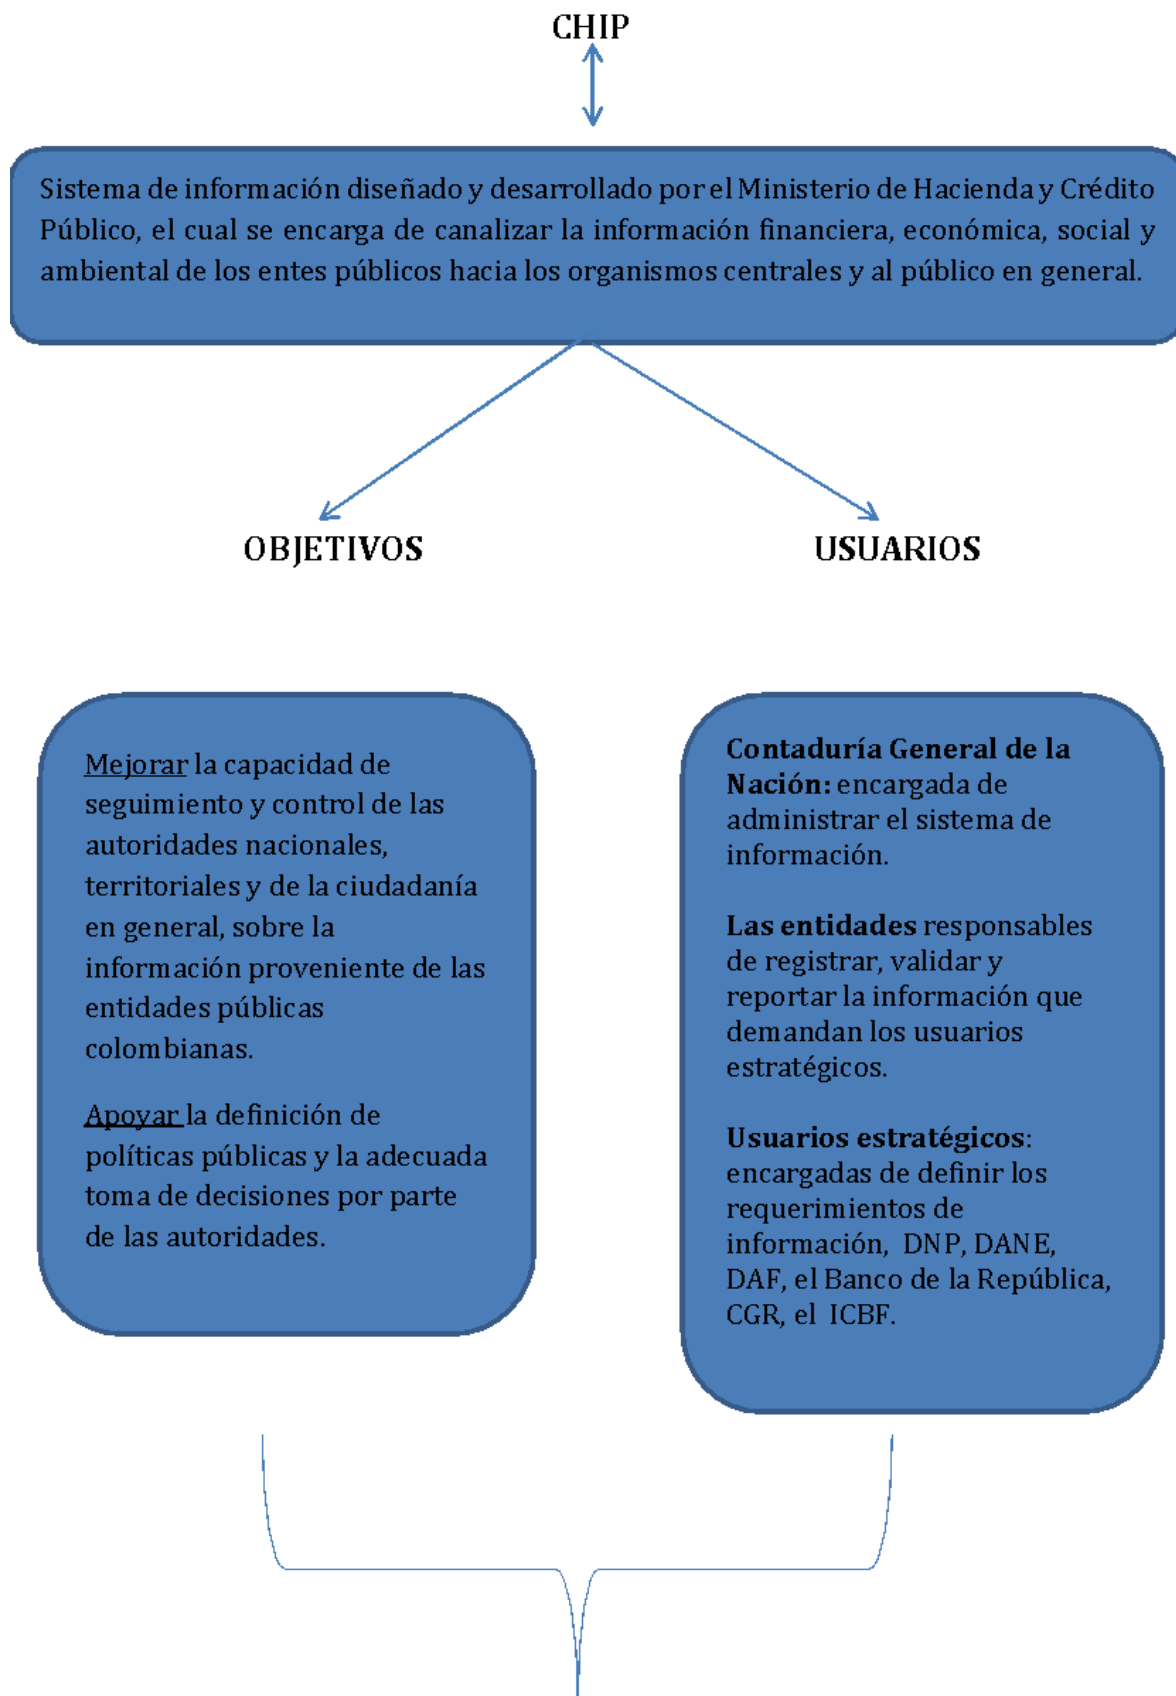 CHIP
Sistema de información diseñado y desarrollado por el Ministerio de Hacienda y Crédito
Público, el cual se encarga de canalizar la información financiera, económica, social y
ambiental de los entes públicos hacia los organismos centrales y al público en general.
OBJETIVOS
USUARIOS
Mejorar la capacidad de
seguimiento y control de las
autoridades nacionales,
territoriales y de la ciudadanía
en general, sobre la
información proveniente de las
entidades públicas
colombianas.
Apoyar la definición de
políticas públicas y la adecuada
toma de decisiones por parte
de las autoridades.
Contaduría General de la
Nación: encargada de
administrar el sistema de
información.
Las entidades responsables
de registrar, validar y
reportar la información que
demandan los usuarios
estratégicos.
Usuarios estratégicos:
encargadas de definir los
requerimientos de
información, DNP, DANE,
DAF, el Banco de la República,
CGR, el ICBF.